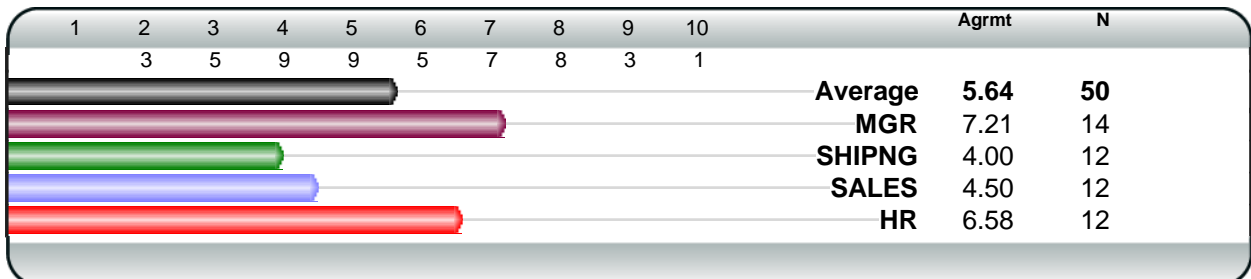 1 2 3 4 5 6 7 8 9 10 Agrmt N
3 5 9 9 5 7 8 3 1
Average 5.64 50
MGR 7.21 14
SHIPNG 4.00 12
SALES 4.50 12
HR 6.58 12